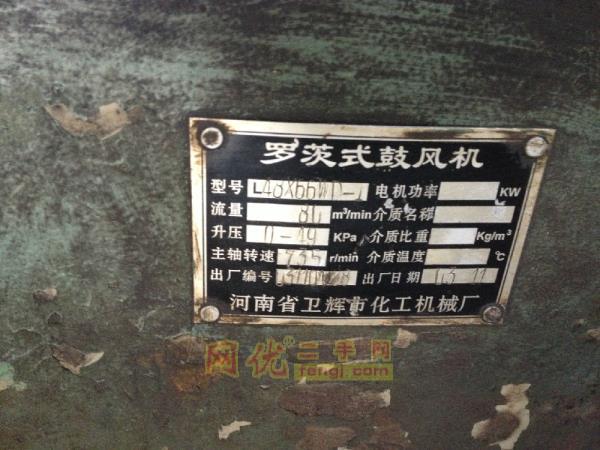 罗茨式鼓风机
型号 电机功率 KW
流量 m³/min 介质名称
升压 KPa 介质比重 Kg/m³
主轴转速 735 r/min 介质温度 ℃
出厂编号 出厂日期
河南省卫辉市化工机械厂
网优二手网
fengj.com